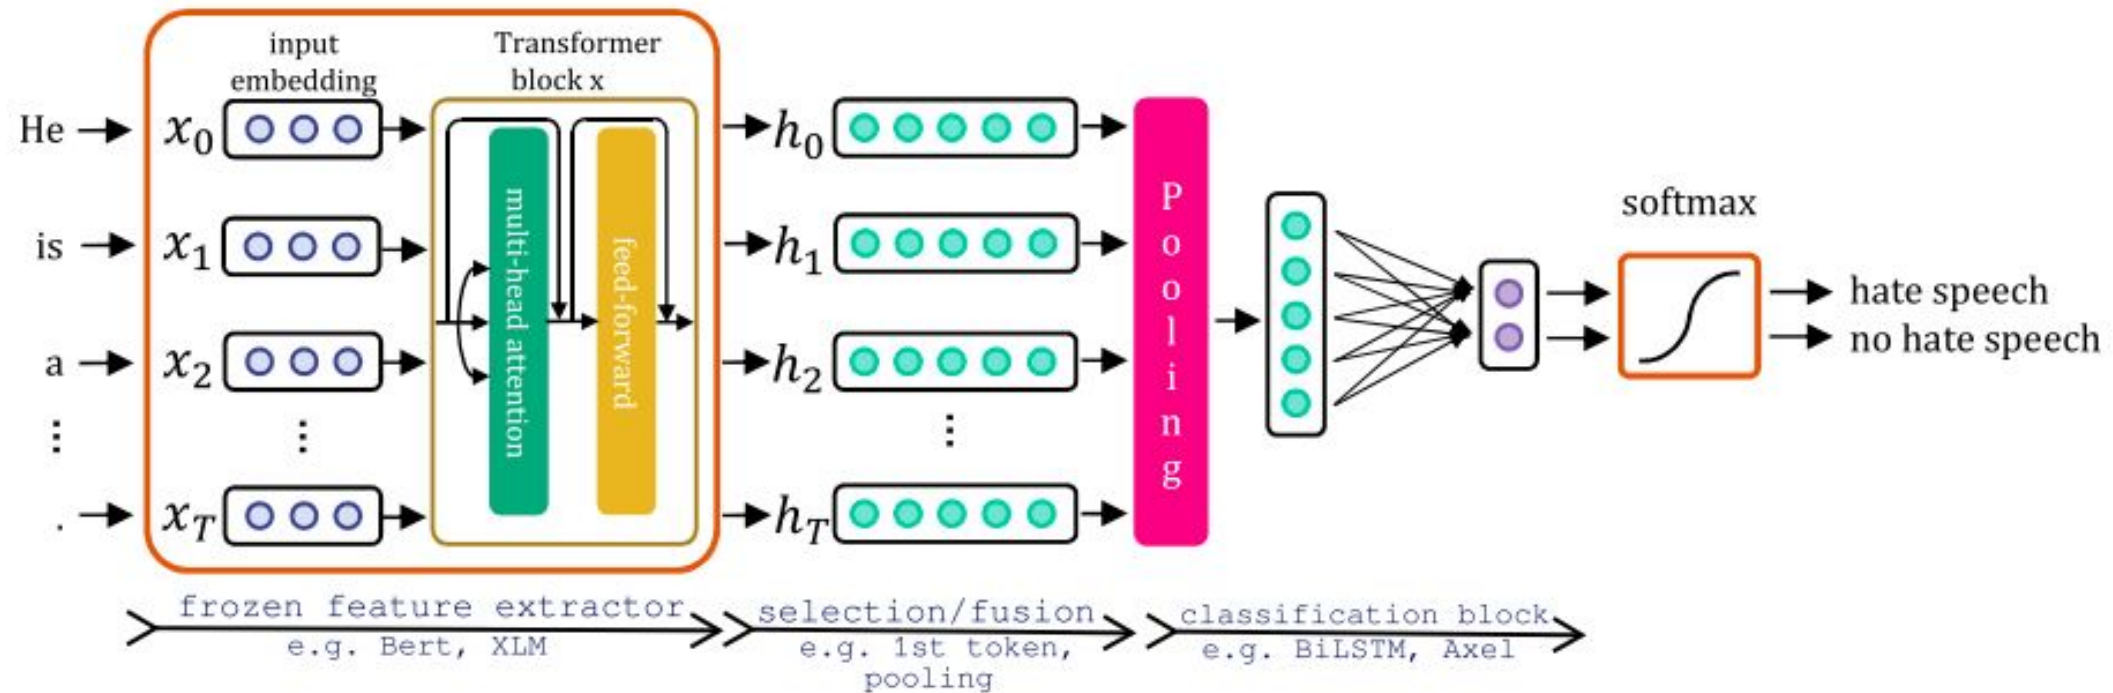 input
embedding
Transformer
block x
He
x0
h0
is
x1
h1
a
x2
h2
⋮
⋮
⋮
.
xT
hT
multi-head attention
feed-forward
Pooling
softmax
hate speech
no hate speech
frozen feature extractor
e.g. Bert, XLM
selection/fusion
e.g. 1st token,
pooling
classification block
e.g. BiLSTM, Axel